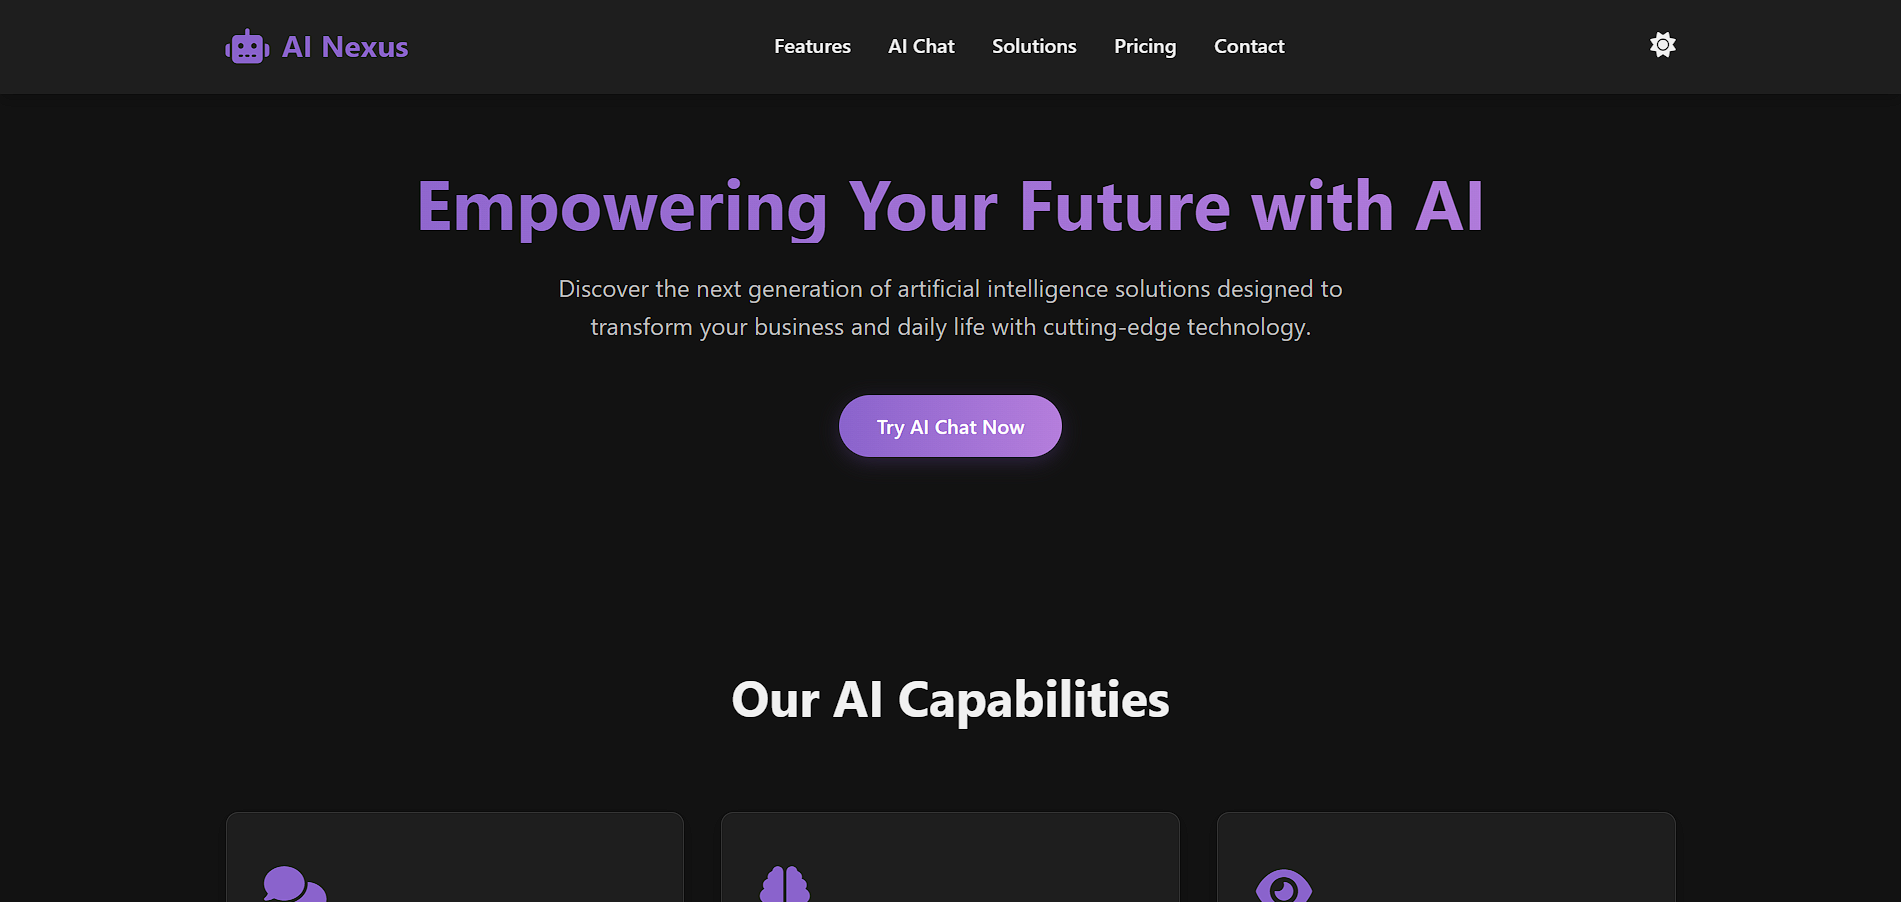 AI Nexus
Features
AI Chat
Solutions
Pricing
Contact
Empowering Your Future with AI
Discover the next generation of artificial intelligence solutions designed to
transform your business and daily life with cutting-edge technology.
Try AI Chat Now
Our AI Capabilities